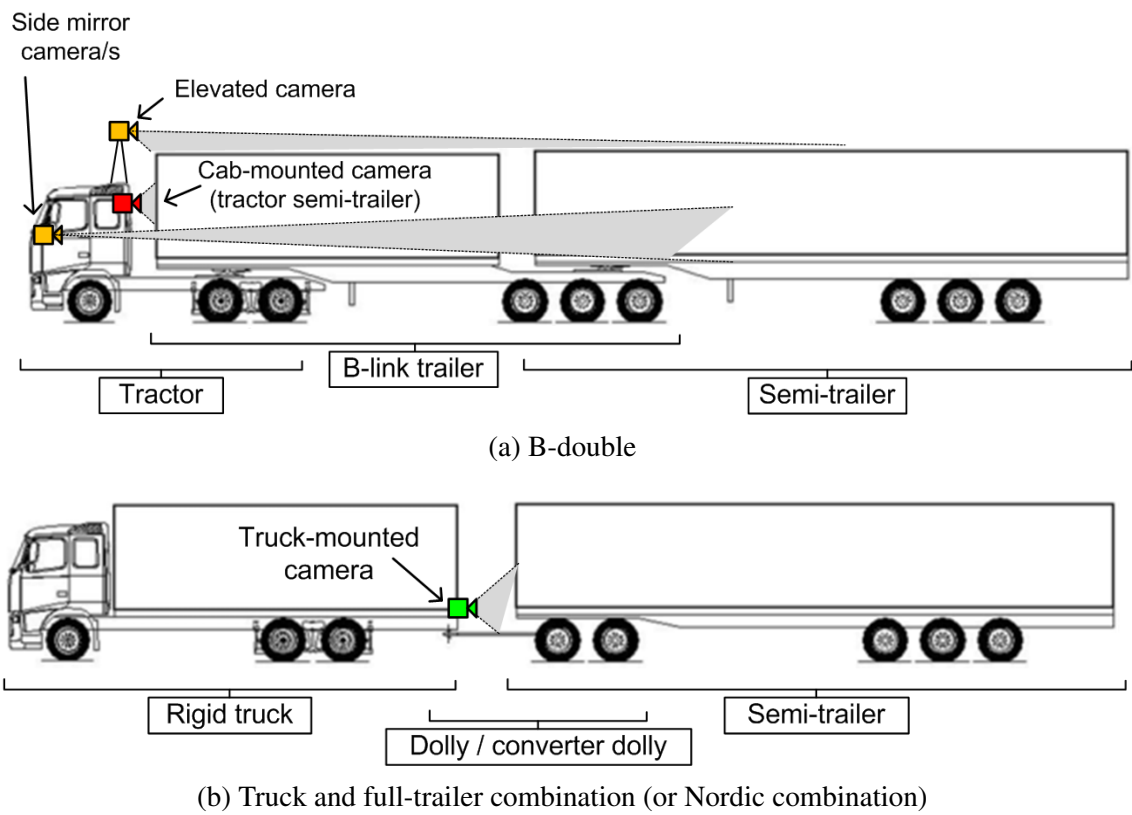 Side mirror
camera/s
Elevated camera
Cab-mounted camera
(tractor semi-trailer)
B-link trailer
Tractor
Semi-trailer
(a) B-double
Truck-mounted
camera
Rigid truck
Semi-trailer
Dolly / converter dolly
(b) Truck and full-trailer combination (or Nordic combination)